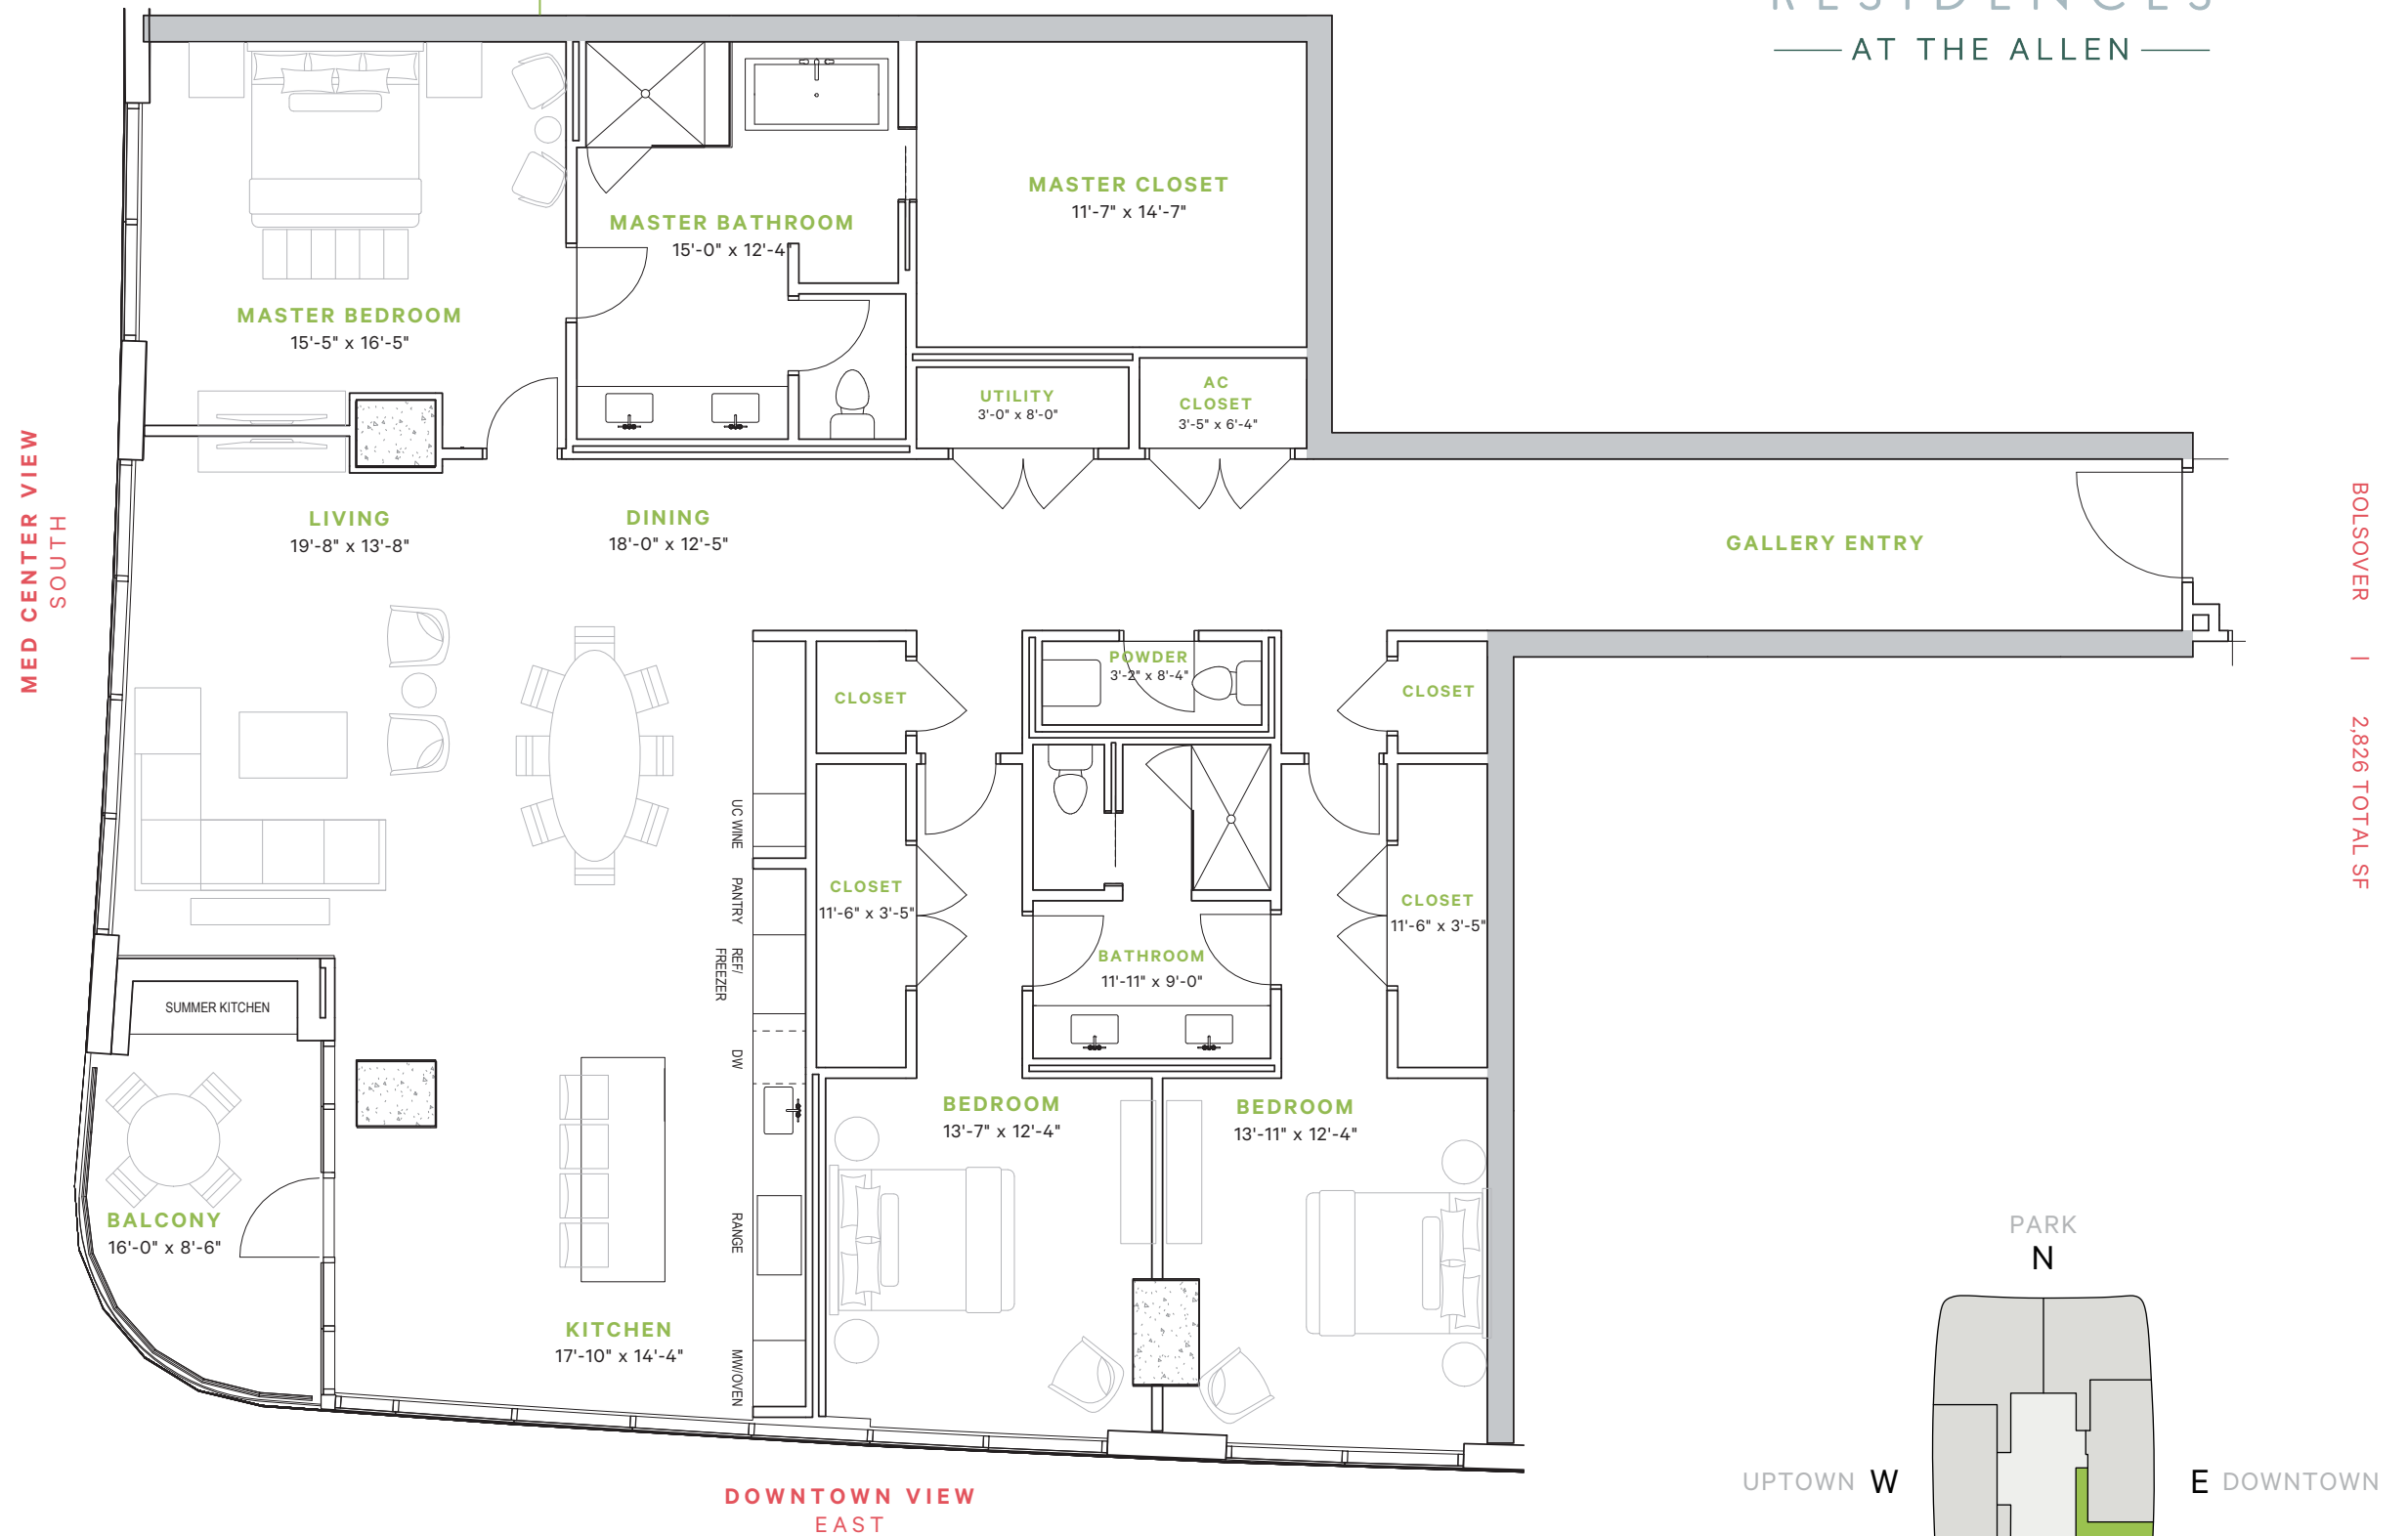 RESIDENCES
AT THE ALLEN
MASTER CLOSET
11'-7" x 14'-7"
MASTER BATHROOM
15'-0" x 12'-4"
MASTER BEDROOM
15'-5" x 16'-5"
UTILITY
3'-0" x 8'-0"
AC
CLOSET
3'-5" x 6'-4"
MED CENTER VIEW
SOUTH
LIVING
19'-8" x 13'-8"
DINING
18'-0" x 12'-5"
GALLERY ENTRY
BOLSOVER | 2,826 TOTAL SF
POWDER
3'-2" x 8'-4"
CLOSET
CLOSET
UC WINE
PANTRY
REF/
FREEZER
DW
RANGE
MW/OVEN
CLOSET
11'-6" x 3'-5"
CLOSET
11'-6" x 3'-5"
BATHROOM
11'-11" x 9'-0"
SUMMER KITCHEN
BEDROOM
13'-7" x 12'-4"
BEDROOM
13'-11" x 12'-4"
BALCONY
16'-0" x 8'-6"
KITCHEN
17'-10" x 14'-4"
PARK
N
UPTOWN W
E DOWNTOWN
DOWNTOWN VIEW
EAST